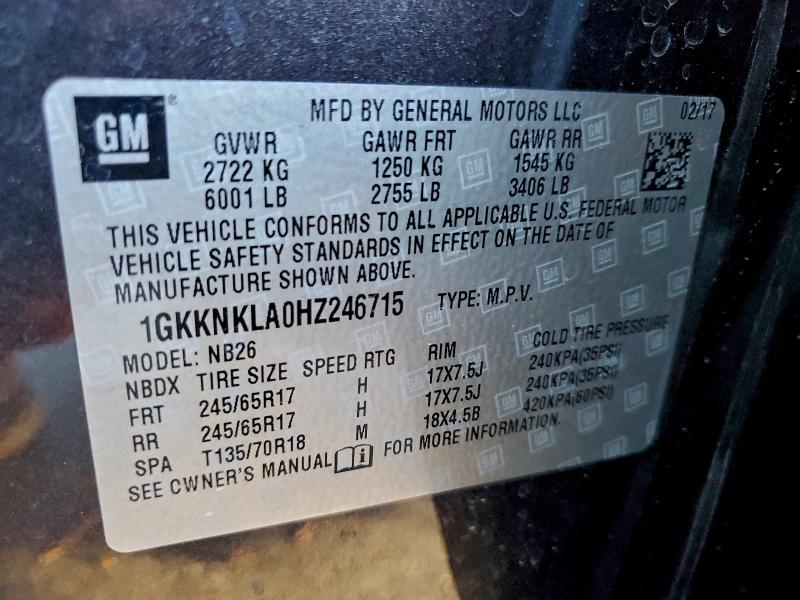 GM
MFD BY GENERAL MOTORS LLC 02/17
GVWR GAWR FRT GAWR RR
2722 KG 1250 KG 1545 KG
6001 LB 2755 LB 3406 LB
THIS VEHICLE CONFORMS TO ALL APPLICABLE U.S. FEDERAL MOTOR
VEHICLE SAFETY STANDARDS IN EFFECT ON THE DATE OF
MANUFACTURE SHOWN ABOVE.
1GKKNKLA0HZ246715 TYPE: M.P.V.
MODEL: NB26
NBDX TIRE SIZE SPEED RTG RIM COLD TIRE PRESSURE
FRT 245/65R17 H 17X7.5J 240KPA(35PSI)
RR 245/65R17 H 17X7.5J 240KPA(35PSI)
SPA T135/70R18 M 18X4.5B 420KPA(60PSI)
SEE OWNER'S MANUAL FOR MORE INFORMATION.